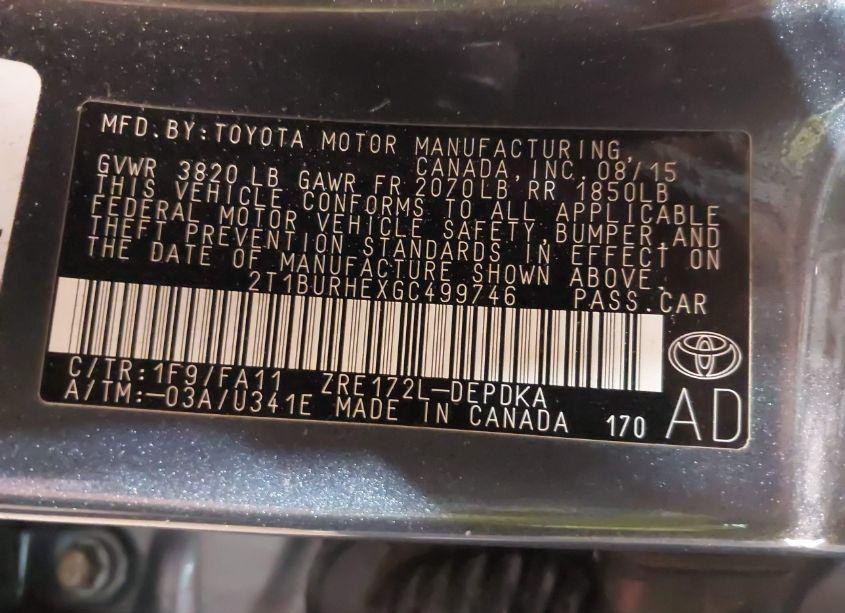 MFD.BY:TOYOTA MOTOR MANUFACTURING,
CANADA, INC. 08/15
GVWR 3820 LB GAWR FR 2070LB RR 1850LB
THIS VEHICLE CONFORMS TO ALL APPLICABLE
FEDERAL MOTOR VEHICLE SAFETY,BUMPER,AND
THEFT PREVENTION STANDARDS IN EFFECT ON
THE DATE OF MANUFACTURE SHOWN ABOVE.
2T1BURHEXGC499746 PASS.CAR
C/TR:1F9/FA11 ZRE172L-DEPDKA
A/TM:-03A/U341E MADE IN CANADA 170 AD